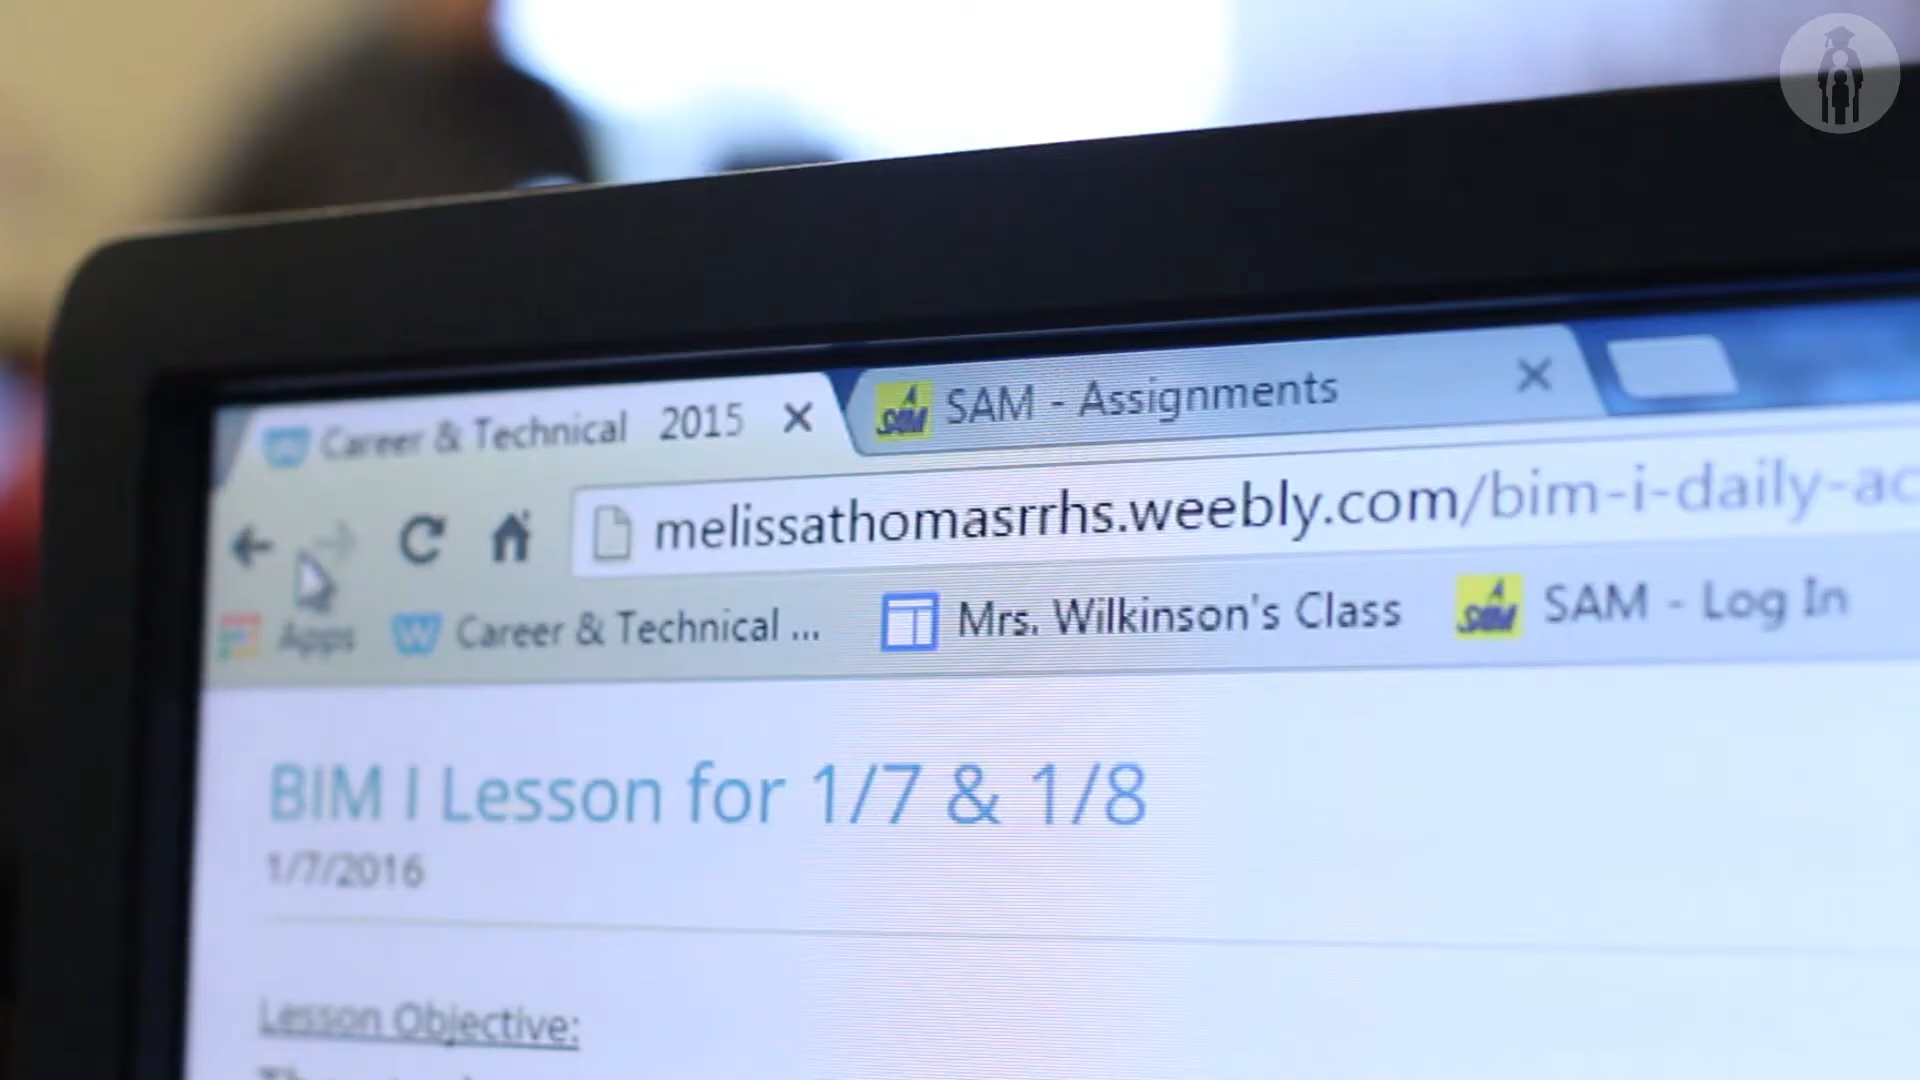 Career & Technical 2015
SAM - Assignments
melissathomasrrhs.weebly.com/bim-i-daily-ac
Apps
Career & Technical ...
Mrs. Wilkinson's Class
SAM - Log In
BIM I Lesson for 1/7 & 1/8
1/7/2016
Lesson Objective: